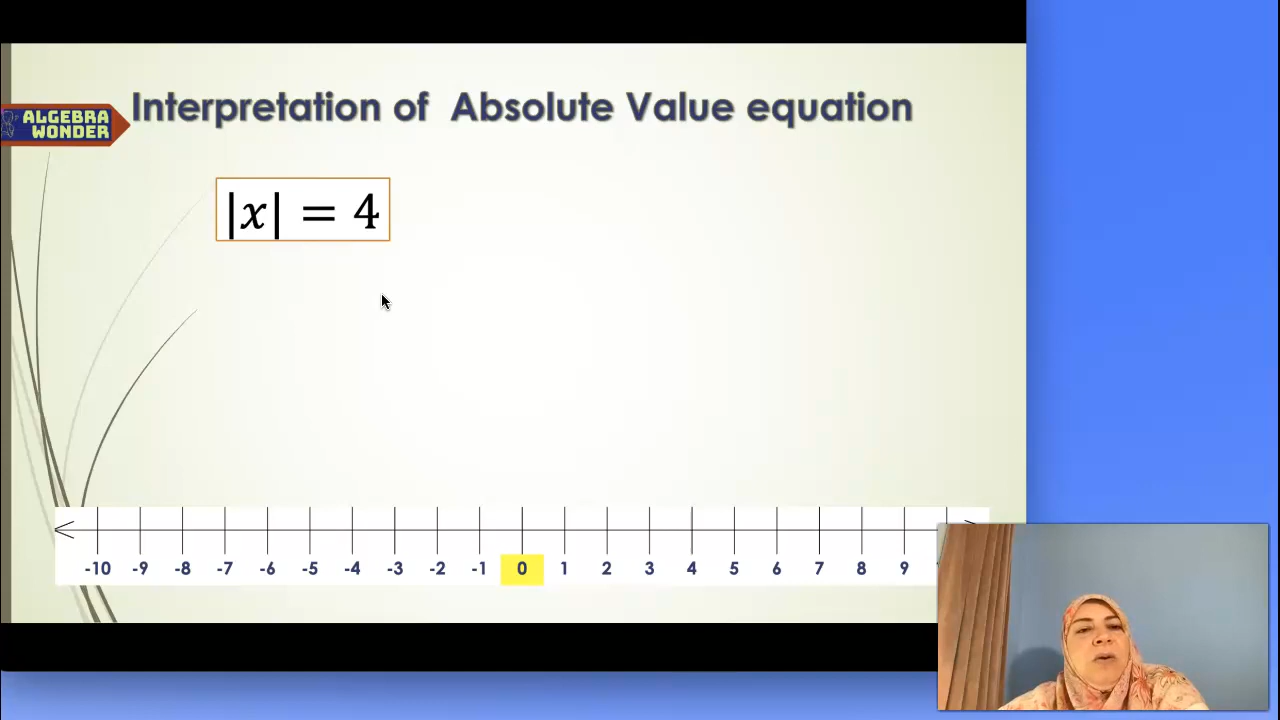 Interpretation of Absolute Value equation
ALGEBRA
WONDER
|x| = 4
-10 -9 -8 -7 -6 -5 -4 -3 -2 -1 0 1 2 3 4 5 6 7 8 9